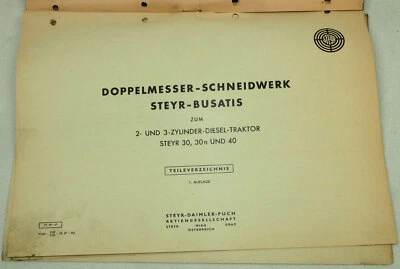 DOPPELMESSER-SCHNEIDWERK
STEYR-BUSATIS
ZUM
2- UND 3-ZYLINDER-DIESEL-TRAKTOR
STEYR 30, 30n UND 40
TEILEVERZEICHNIS
1. AUFLAGE
STEYR-DAIMLER-PUCH
AKTIENGESELLSCHAFT
STEYR WIEN GRAZ
ÖSTERREICH